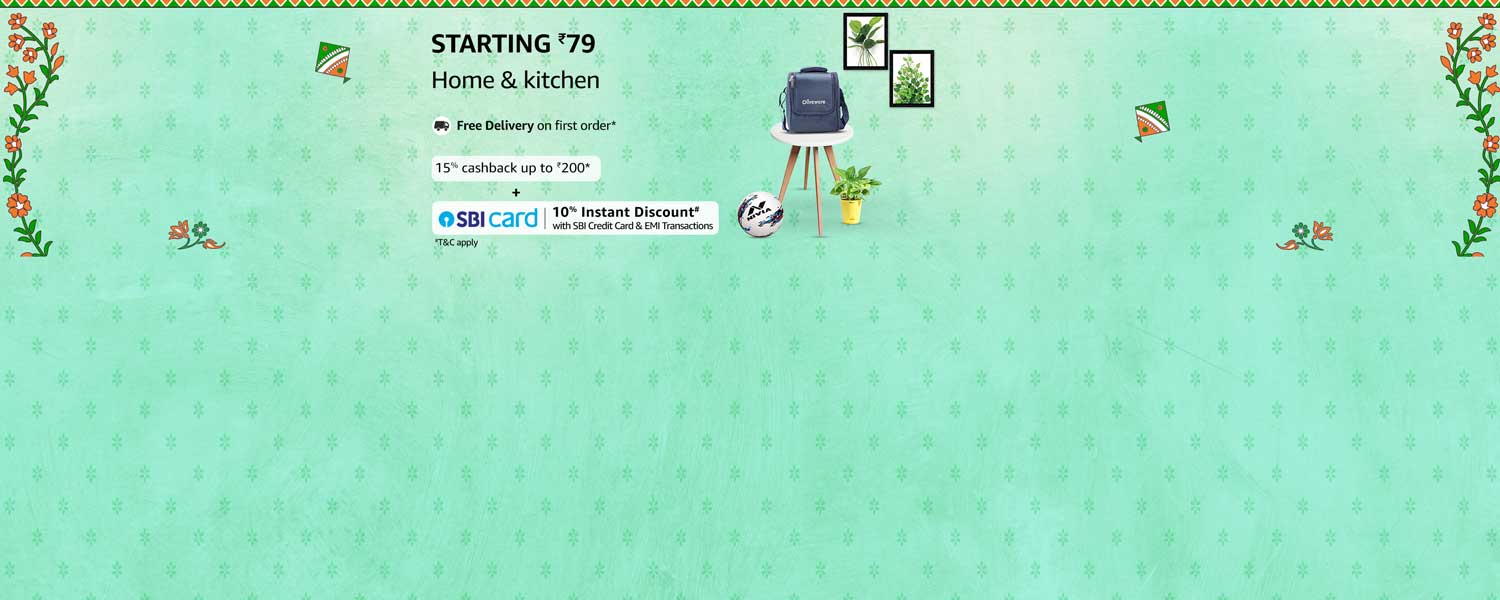 STARTING ₹79
Home & kitchen
Free Delivery on first order*
15% cashback up to ₹200*
+
SBI card
10% Instant Discount#
with SBI Credit Card & EMI Transactions
*T&C apply
NIVIA